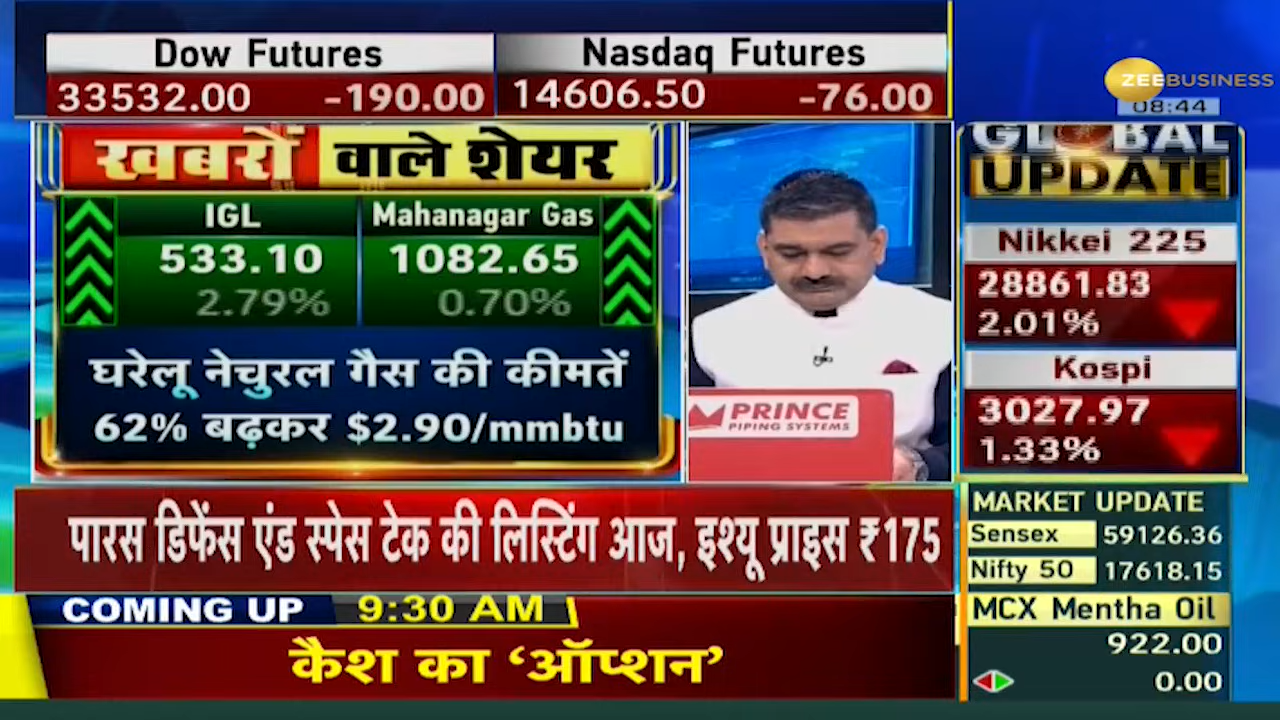 Dow Futures
33532.00 -190.00
Nasdaq Futures
14606.50 -76.00
ZEEBUSINESS
08:44
खबरों वाले शेयर
IGL
533.10
2.79%
Mahanagar Gas
1082.65
0.70%
घरेलू नेचुरल गैस की कीमतें
62% बढ़कर $2.90/mmbtu
PRINCE
PIPING SYSTEMS
GLOBAL
UPDATE
Nikkei 225
28861.83
2.01%
Kospi
3027.97
1.33%
पारस डिफेंस एंड स्पेस टेक की लिस्टिंग आज, इश्यू प्राइस ₹175
MARKET UPDATE
Sensex 59126.36
Nifty 50 17618.15
MCX Mentha Oil
922.00
0.00
COMING UP 9:30 AM
कैश का ‘ऑप्शन’